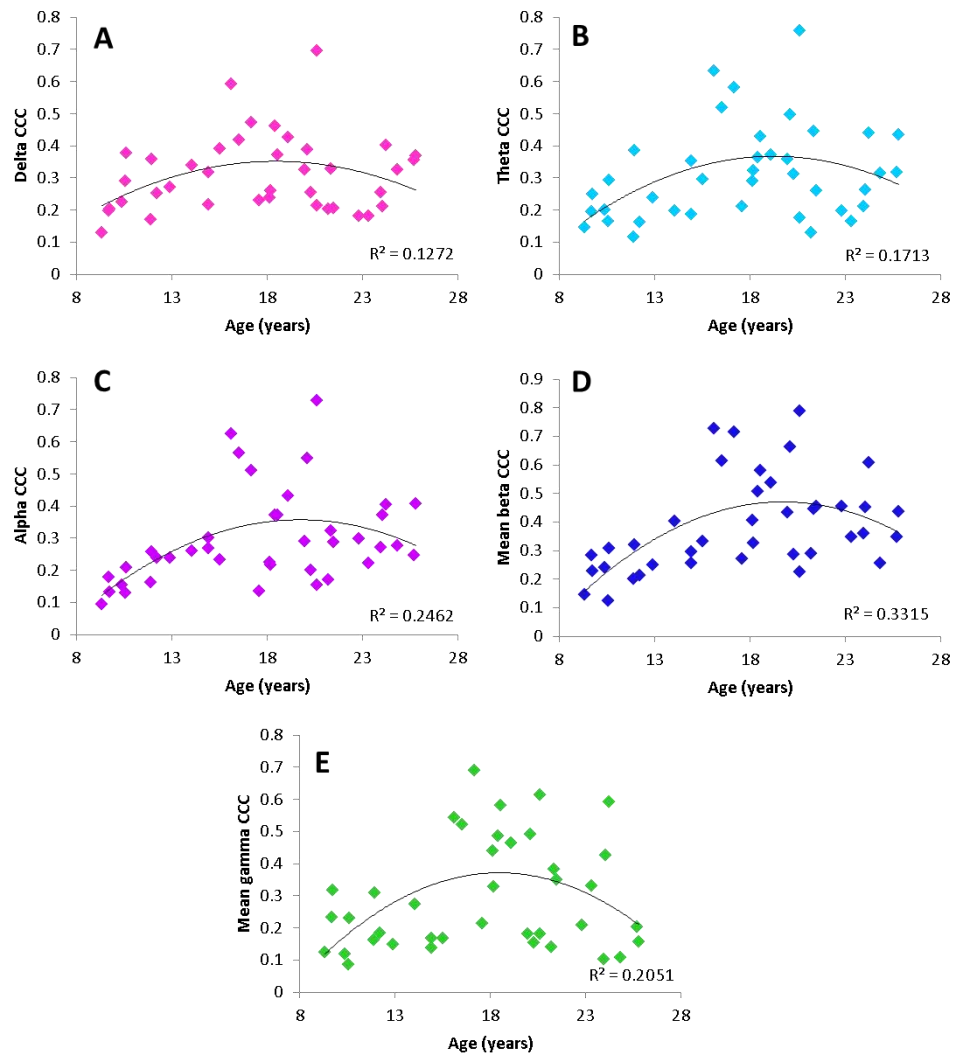 A
Delta CCC
0.8
0.7
0.6
0.5
0.4
0.3
0.2
0.1
0
R² = 0.1272
8 13 18 23 28
Age (years)
B
Theta CCC
0.8
0.7
0.6
0.5
0.4
0.3
0.2
0.1
0
R² = 0.1713
8 13 18 23 28
Age (years)
C
Alpha CCC
0.8
0.7
0.6
0.5
0.4
0.3
0.2
0.1
0
R² = 0.2462
8 13 18 23 28
Age (years)
D
Mean beta CCC
0.9
0.8
0.7
0.6
0.5
0.4
0.3
0.2
0.1
0
R² = 0.3315
8 13 18 23 28
Age (years)
E
Mean gamma CCC
0.8
0.7
0.6
0.5
0.4
0.3
0.2
0.1
0
R² = 0.2051
8 13 18 23 28
Age (years)